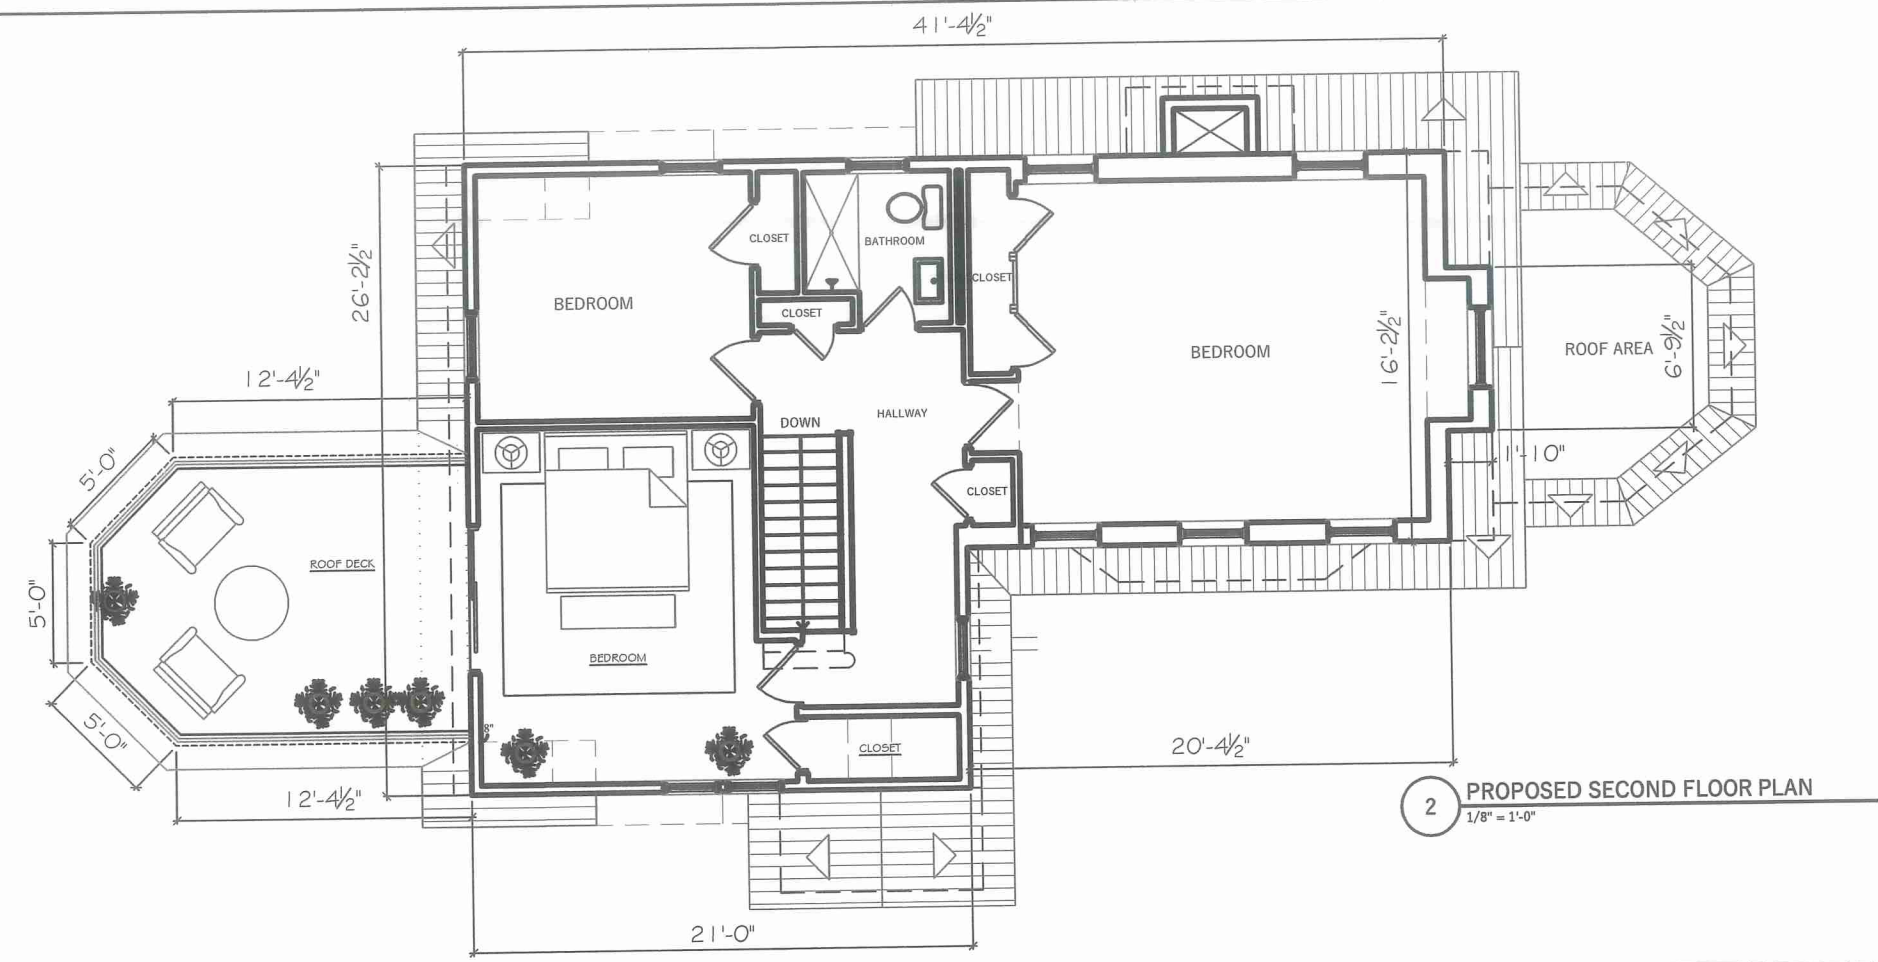 41'-4½"
26'-2½"
CLOSET
BATHROOM
CLOSET
BEDROOM
CLOSET
BEDROOM
16'-2½"
ROOF AREA
6'-9½"
12'-4½"
DOWN
HALLWAY
5'-0"
1'-10"
CLOSET
ROOF DECK
5'-0"
BEDROOM
5'-0"
8"
CLOSET
20'-4½"
12'-4½"
2
PROPOSED SECOND FLOOR PLAN
1/8" = 1'-0"
21'-0"